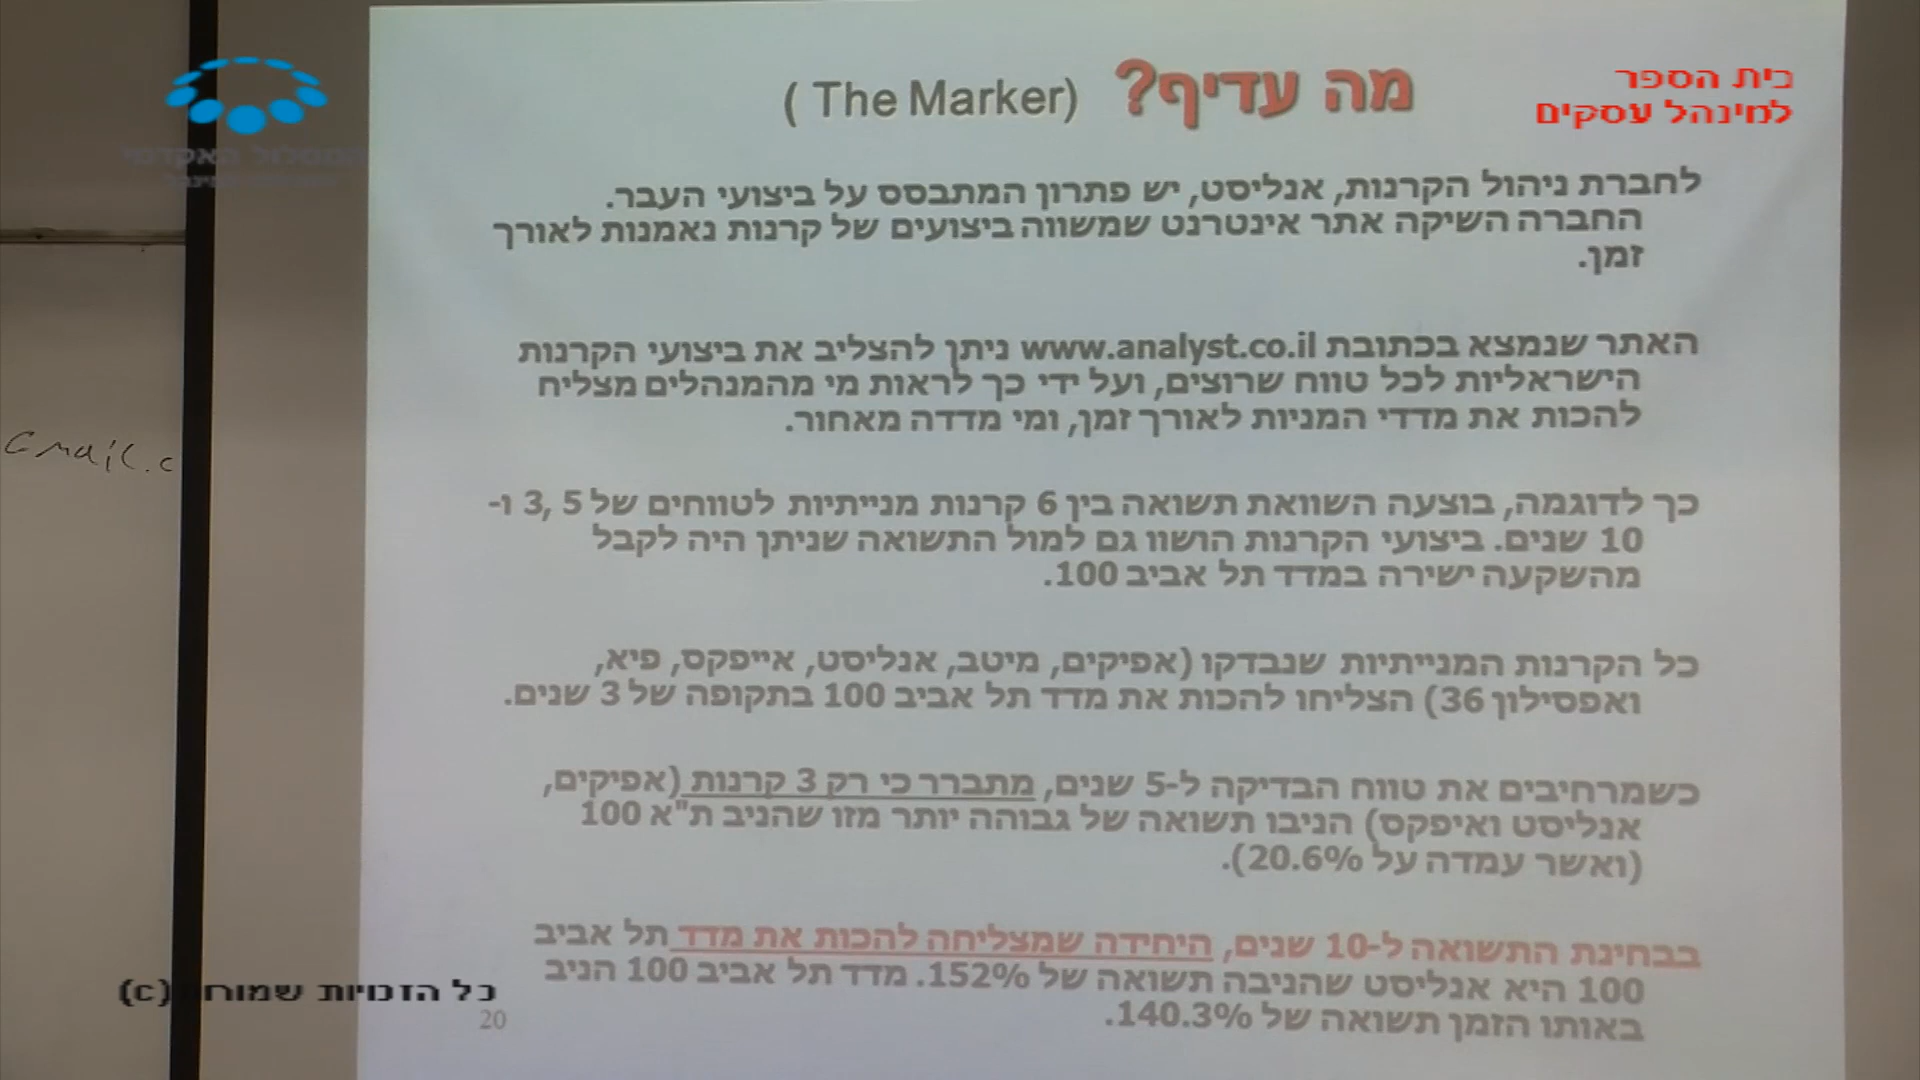 מה עדיף? (The Marker )
בית הספר
למינהל עסקים
המסלול האקדמי
לחברת ניהול הקרנות, אנליסט, יש פתרון המתבסס על ביצועי העבר.
החברה השיקה אתר אינטרנט שמשווה ביצועים של קרנות נאמנות לאורך
זמן.
האתר שנמצא בכתובת www.analyst.co.il ניתן להצליב את ביצועי הקרנות
הישראליות לכל טווח שרוצים, ועל ידי כך לראות מי מהמנהלים מצליח
להכות את מדדי המניות לאורך זמן, ומי מדדה מאחור.
Gmail.c
כך לדוגמה, בוצעה השוואת תשואה בין 6 קרנות מנייתיות לטווחים של 5 ,3 ו-
10 שנים. ביצועי הקרנות הושוו גם למול התשואה שניתן היה לקבל
מהשקעה ישירה במדד תל אביב 100.
כל הקרנות המנייתיות שנבדקו (אפיקים, מיטב, אנליסט, אייפקס, פיא,
ואפסילון 36) הצליחו להכות את מדד תל אביב 100 בתקופה של 3 שנים.
כשמרחיבים את טווח הבדיקה ל-5 שנים, מתברר כי רק 3 קרנות (אפיקים,
אנליסט ואיפקס) הניבו תשואה של גבוהה יותר מזו שהניב ת"א 100
(ואשר עמדה על 20.6%).
בבחינת התשואה ל-10 שנים, היחידה שמצליחה להכות את מדד תל אביב
100 היא אנליסט שהניבה תשואה של 152%. מדד תל אביב 100 הניב
באותו הזמן תשואה של 140.3%.
כל הזכויות שמורות (c)
20